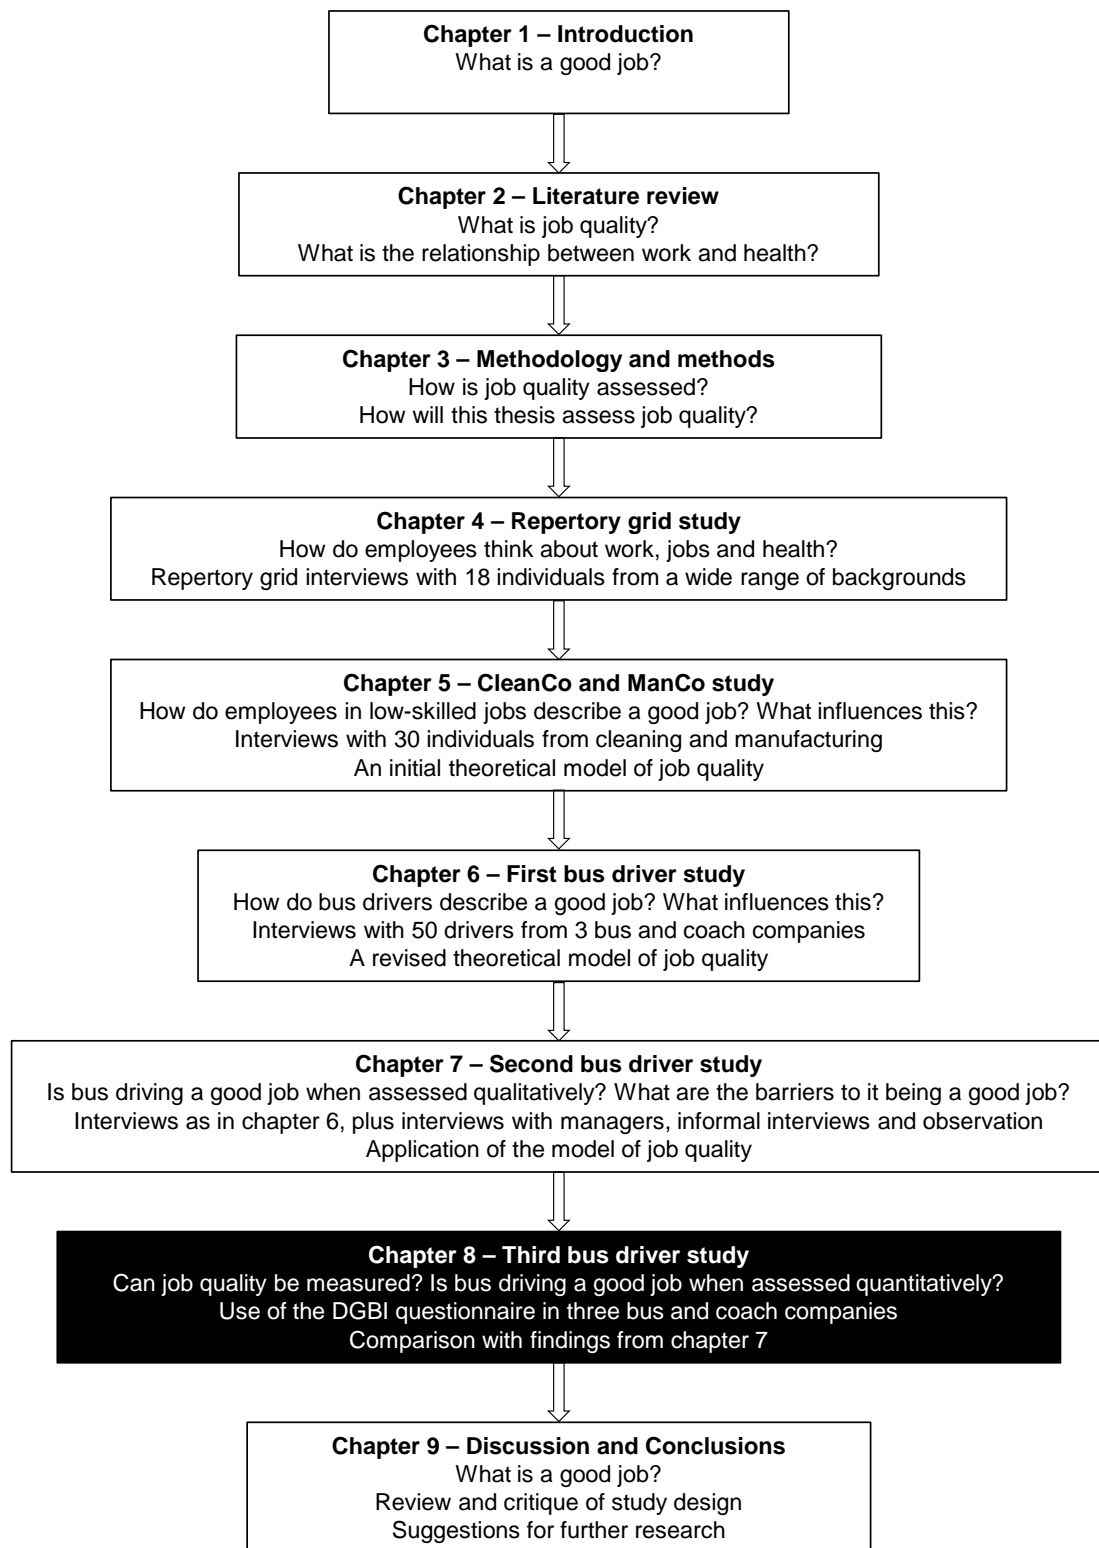 Chapter 1 – Introduction
What is a good job?
Chapter 2 – Literature review
What is job quality?
What is the relationship between work and health?
Chapter 3 – Methodology and methods
How is job quality assessed?
How will this thesis assess job quality?
Chapter 4 – Repertory grid study
How do employees think about work, jobs and health?
Repertory grid interviews with 18 individuals from a wide range of backgrounds
Chapter 5 – CleanCo and ManCo study
How do employees in low-skilled jobs describe a good job? What influences this?
Interviews with 30 individuals from cleaning and manufacturing
An initial theoretical model of job quality
Chapter 6 – First bus driver study
How do bus drivers describe a good job? What influences this?
Interviews with 50 drivers from 3 bus and coach companies
A revised theoretical model of job quality
Chapter 7 – Second bus driver study
Is bus driving a good job when assessed qualitatively? What are the barriers to it being a good job?
Interviews as in chapter 6, plus interviews with managers, informal interviews and observation
Application of the model of job quality
Chapter 8 – Third bus driver study
Can job quality be measured? Is bus driving a good job when assessed quantitatively?
Use of the DGBI questionnaire in three bus and coach companies
Comparison with findings from chapter 7
Chapter 9 – Discussion and Conclusions
What is a good job?
Review and critique of study design
Suggestions for further research